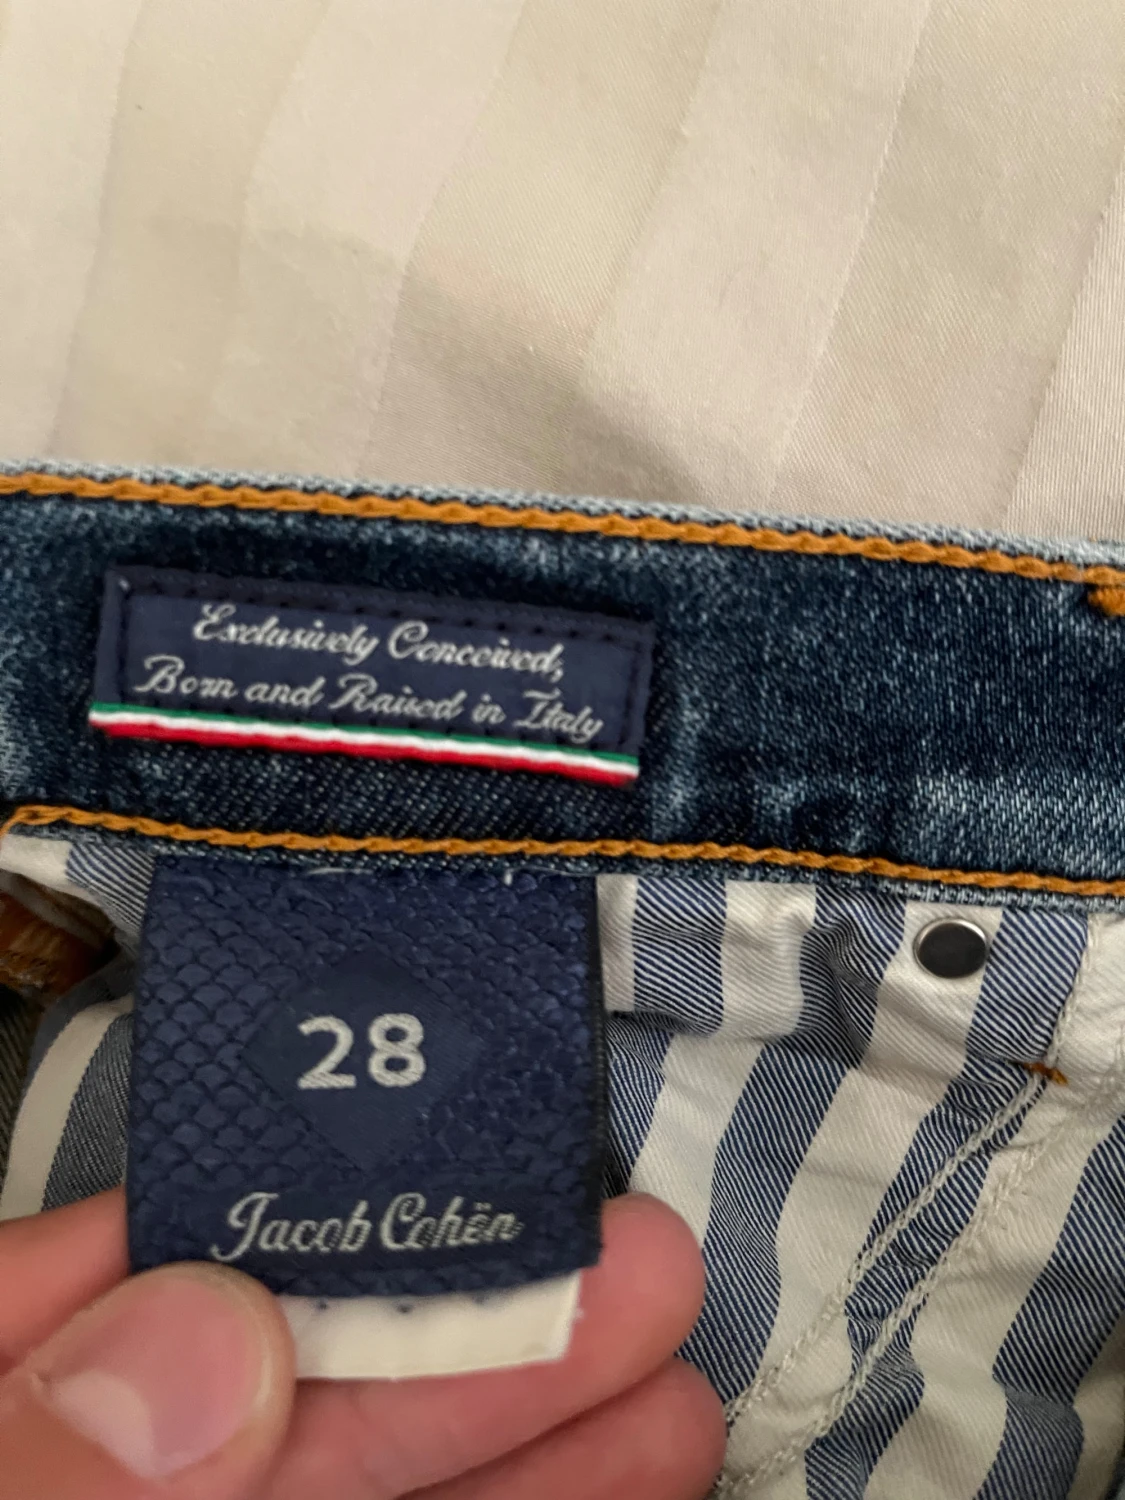 Exclusively Conceived,
Born and Raised in Italy
28
Jacob Cohën